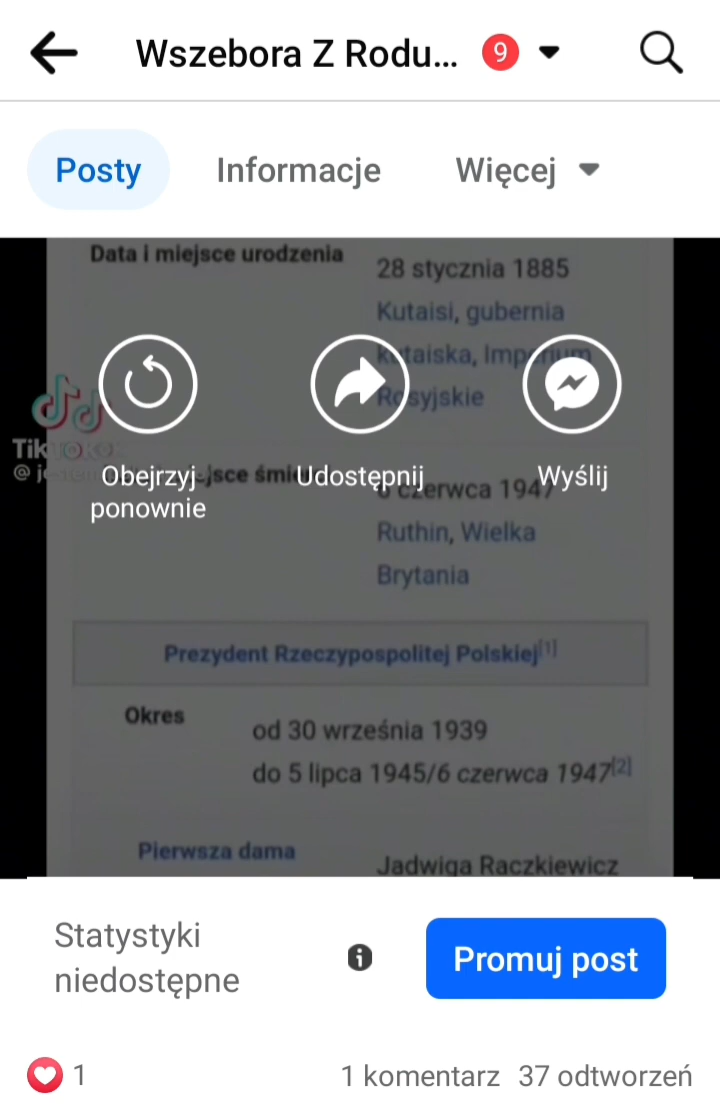 Wszebora Z Rodu... 9
Posty Informacje Więcej
Data i miejsce urodzenia
28 stycznia 1885
Kutaisi, gubernia
kutaiska, Imperium
Rosyjskie
TikTok
@
Obejrzyj ponownie
Udostępnij
Wyślij
czerwca 1947
Ruthin, Wielka
Brytania
Prezydent Rzeczypospolitej Polskiej[1]
Okres
od 30 września 1939
do 5 lipca 1945/6 czerwca 1947[2]
Pierwsza dama
Jadwiga Raczkiewicz
Statystyki
niedostępne
Promuj post
1
1 komentarz 37 odtworzeń